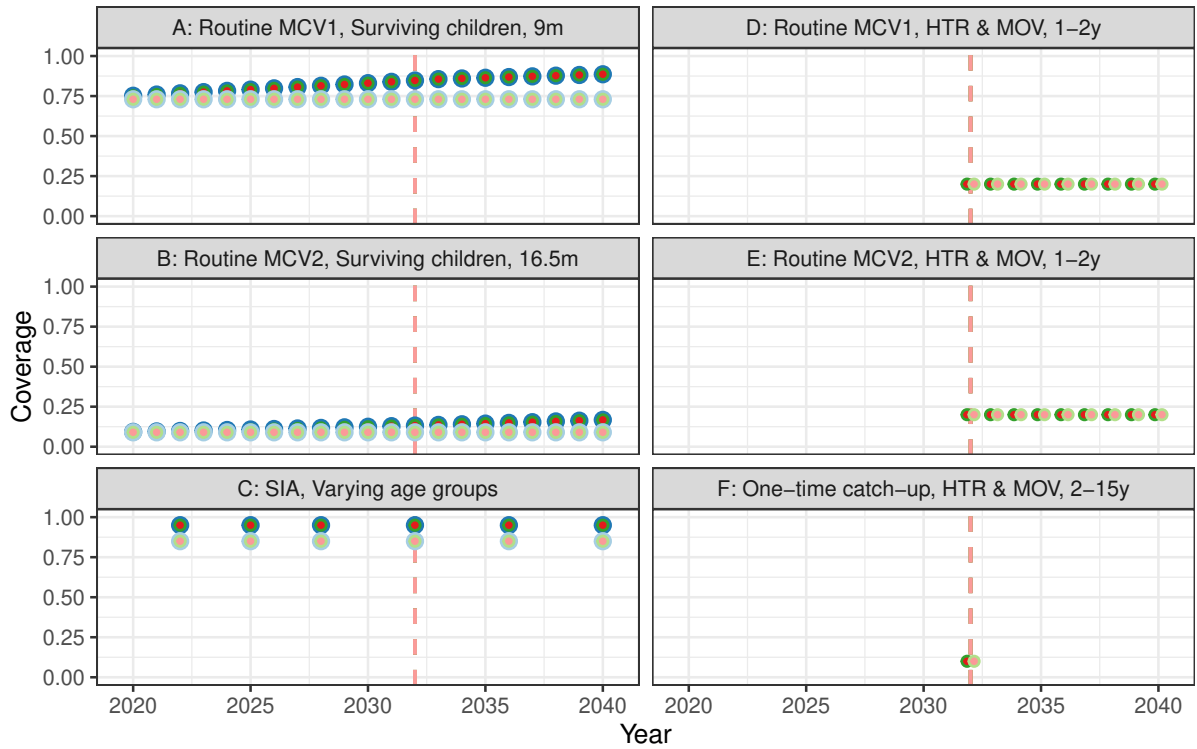 A: Routine MCV1, Surviving children, 9m
D: Routine MCV1, HTR & MOV, 1−2y
1.00
0.75
0.50
0.25
0.00
B: Routine MCV2, Surviving children, 16.5m
E: Routine MCV2, HTR & MOV, 1−2y
1.00
0.75
0.50
0.25
0.00
Coverage
C: SIA, Varying age groups
F: One−time catch−up, HTR & MOV, 2−15y
1.00
0.75
0.50
0.25
0.00
2020 2025 2030 2035 2040 2020 2025 2030 2035 2040
Year